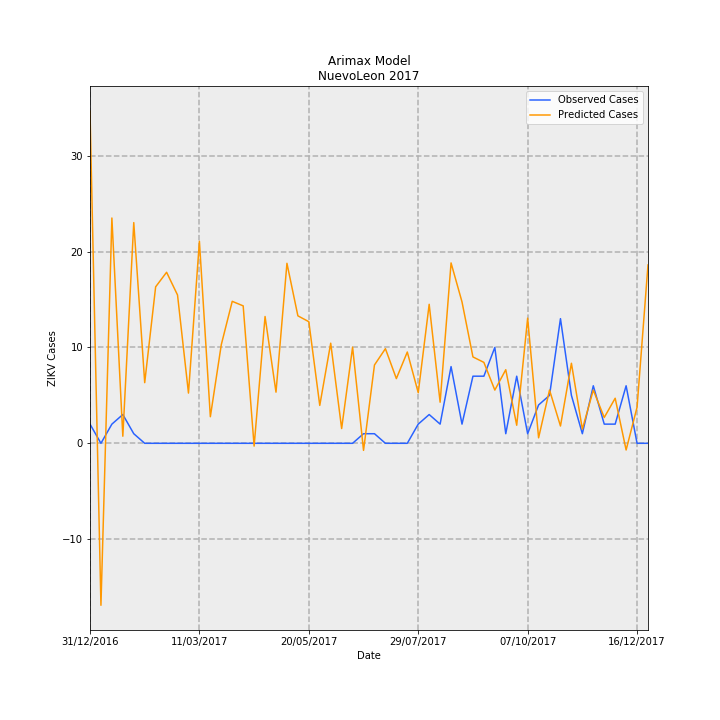 Arimax Model
NuevoLeon 2017
Observed Cases
Predicted Cases
ZIKV Cases
30
20
10
0
−10
31/12/2016 11/03/2017 20/05/2017 29/07/2017 07/10/2017 16/12/2017
Date